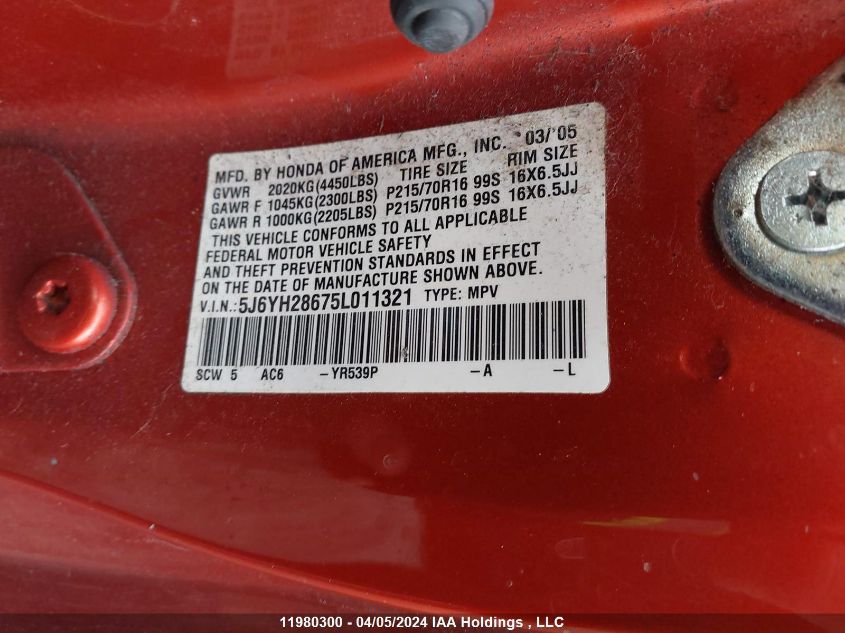 MFD. BY HONDA OF AMERICA MFG., INC. 03/'05
GVWR 2020KG(4450LBS) TIRE SIZE RIM SIZE
GAWR F 1045KG(2300LBS) P215/70R16 99S 16X6.5JJ
GAWR R 1000KG(2205LBS) P215/70R16 99S 16X6.5JJ
THIS VEHICLE CONFORMS TO ALL APPLICABLE
FEDERAL MOTOR VEHICLE SAFETY
AND THEFT PREVENTION STANDARDS IN EFFECT
ON THE DATE OF MANUFACTURE SHOWN ABOVE.
V.I.N.:5J6YH28675L011321 TYPE: MPV
SCW 5 AC6 -YR539P -A -L
11980300 - 04/05/2024 IAA Holdings , LLC